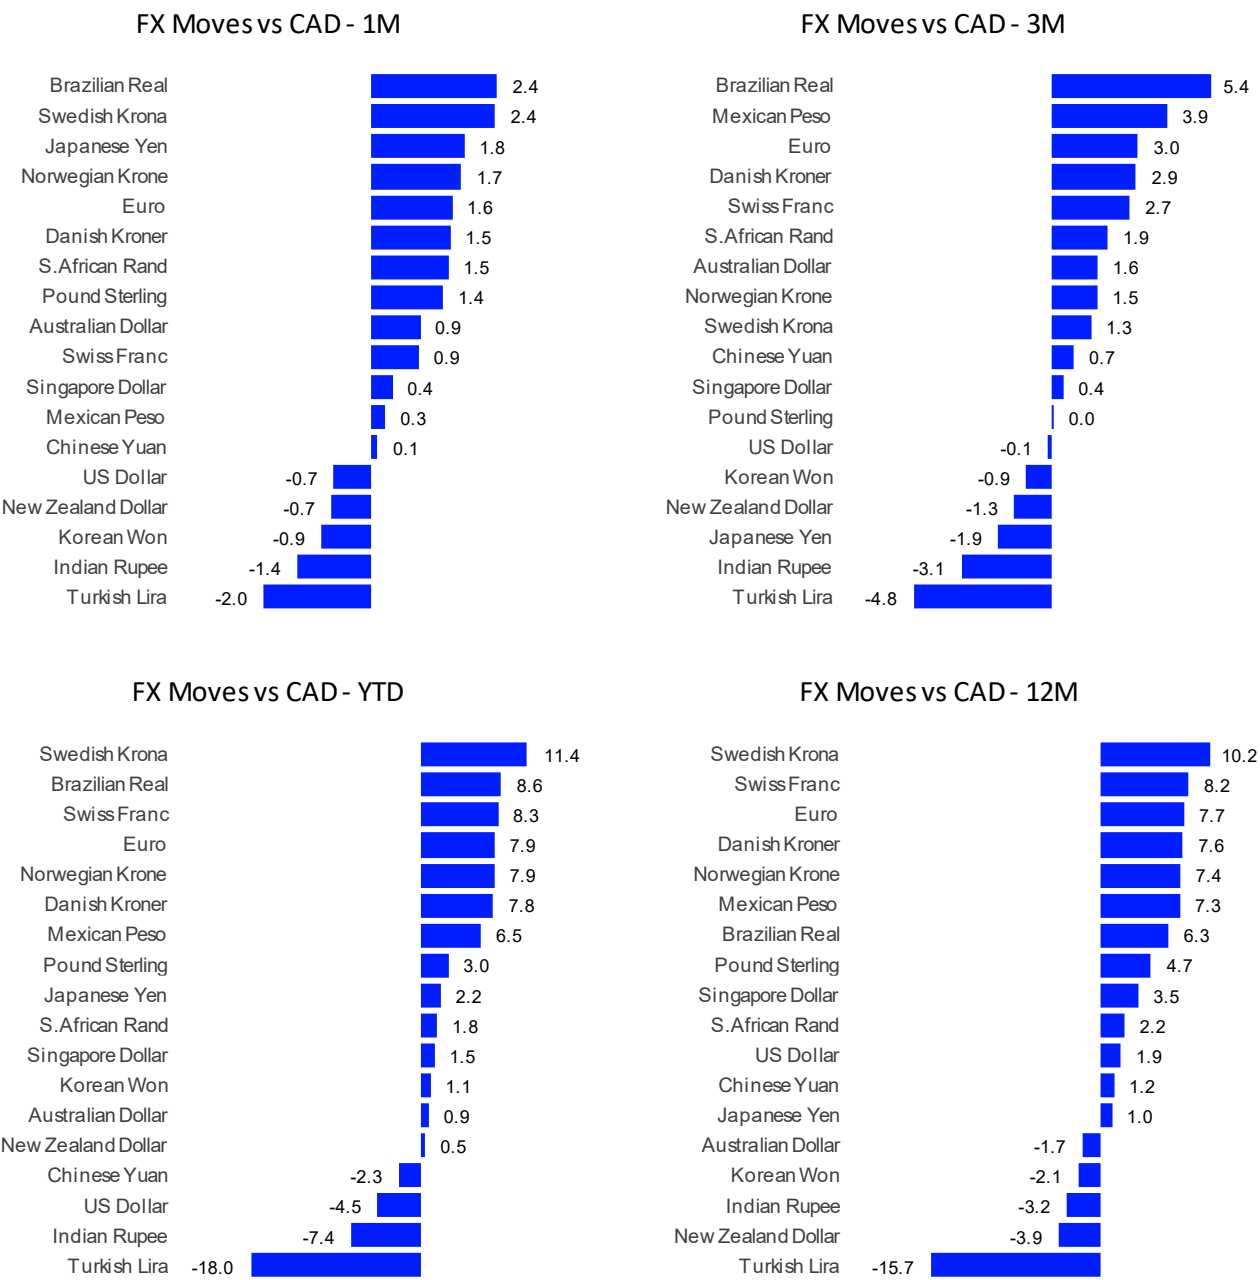 FX Moves vs CAD - 1M
Brazilian Real 2.4
Swedish Krona 2.4
Japanese Yen 1.8
Norwegian Krone 1.7
Euro 1.6
Danish Kroner 1.5
S.African Rand 1.5
Pound Sterling 1.4
Australian Dollar 0.9
Swiss Franc 0.9
Singapore Dollar 0.4
Mexican Peso 0.3
Chinese Yuan 0.1
US Dollar -0.7
New Zealand Dollar -0.7
Korean Won -0.9
Indian Rupee -1.4
Turkish Lira -2.0
FX Moves vs CAD - 3M
Brazilian Real 5.4
Mexican Peso 3.9
Euro 3.0
Danish Kroner 2.9
Swiss Franc 2.7
S.African Rand 1.9
Australian Dollar 1.6
Norwegian Krone 1.5
Swedish Krona 1.3
Chinese Yuan 0.7
Singapore Dollar 0.4
Pound Sterling 0.0
US Dollar -0.1
Korean Won -0.9
New Zealand Dollar -1.3
Japanese Yen -1.9
Indian Rupee -3.1
Turkish Lira -4.8
FX Moves vs CAD - YTD
Swedish Krona 11.4
Brazilian Real 8.6
Swiss Franc 8.3
Euro 7.9
Norwegian Krone 7.9
Danish Kroner 7.8
Mexican Peso 6.5
Pound Sterling 3.0
Japanese Yen 2.2
S.African Rand 1.8
Singapore Dollar 1.5
Korean Won 1.1
Australian Dollar 0.9
New Zealand Dollar 0.5
Chinese Yuan -2.3
US Dollar -4.5
Indian Rupee -7.4
Turkish Lira -18.0
FX Moves vs CAD - 12M
Swedish Krona 10.2
Swiss Franc 8.2
Euro 7.7
Danish Kroner 7.6
Norwegian Krone 7.4
Mexican Peso 7.3
Brazilian Real 6.3
Pound Sterling 4.7
Singapore Dollar 3.5
S.African Rand 2.2
US Dollar 1.9
Chinese Yuan 1.2
Japanese Yen 1.0
Australian Dollar -1.7
Korean Won -2.1
Indian Rupee -3.2
New Zealand Dollar -3.9
Turkish Lira -15.7